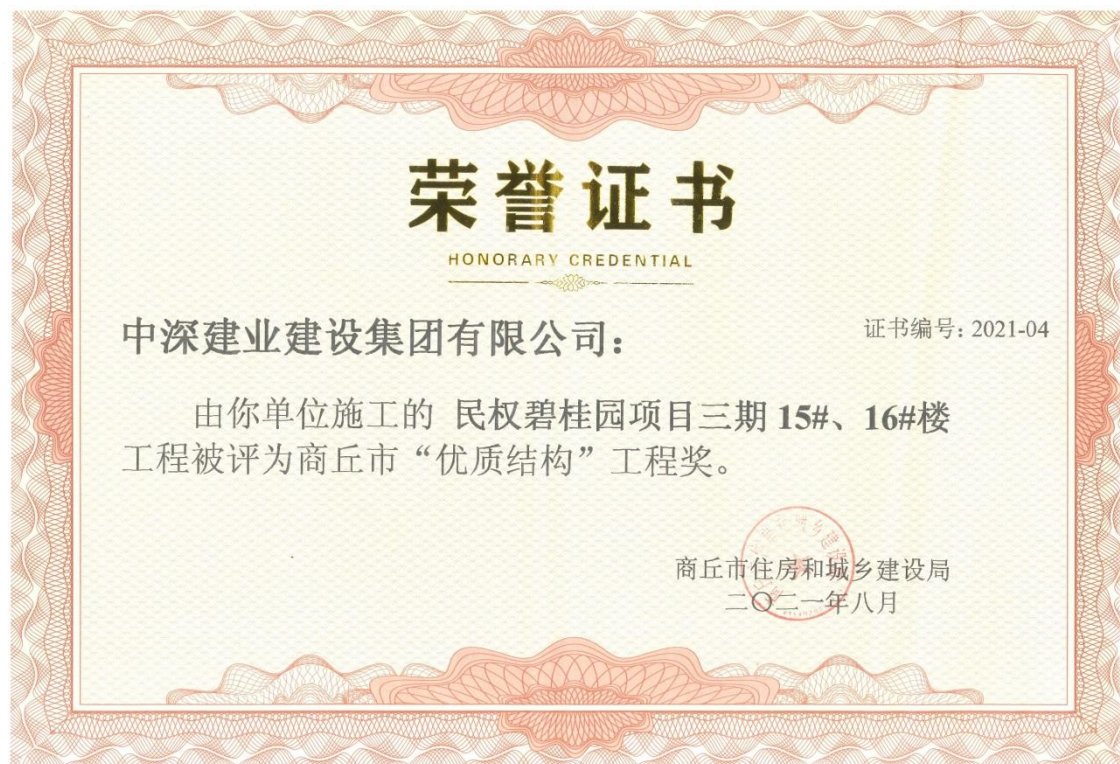 荣誉证书
HONORARY CREDENTIAL
中深建业建设集团有限公司：
证书编号：2021-04
由你单位施工的 民权碧桂园项目三期 15#、16#楼
工程被评为商丘市“优质结构”工程奖。
商丘市住房和城乡建设局
二〇二一年八月